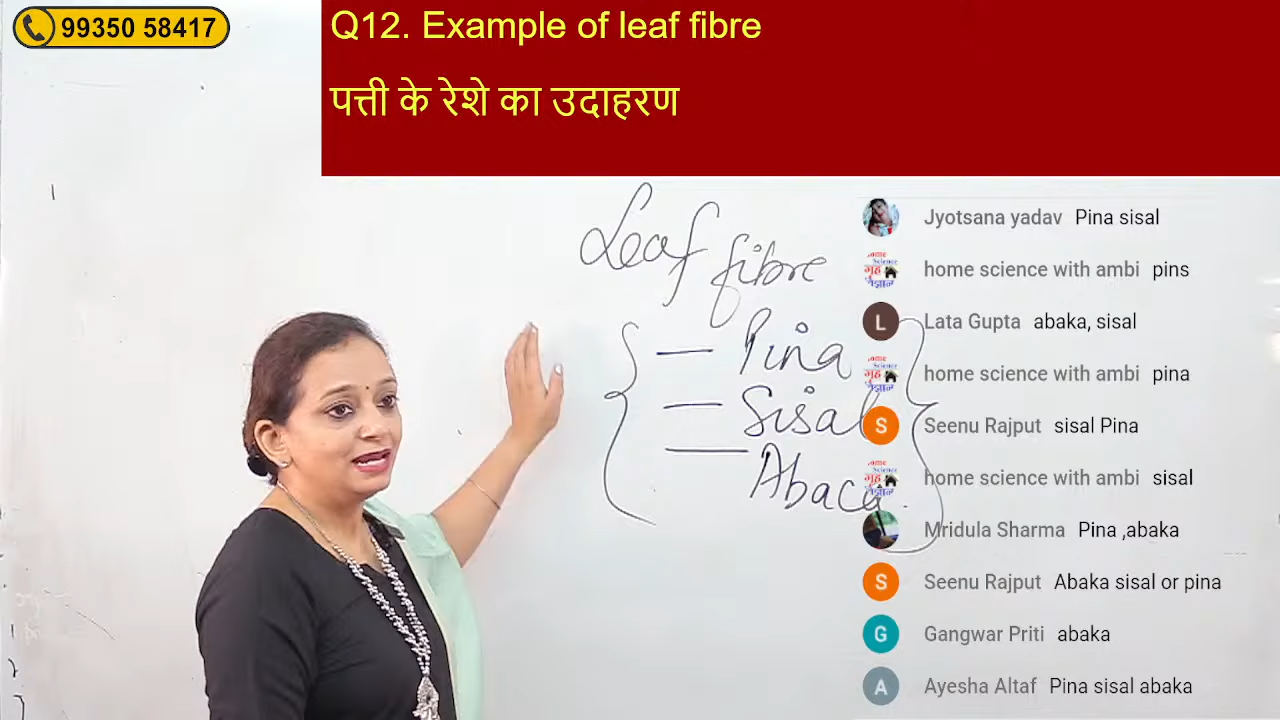 99350 58417
Q12. Example of leaf fibre
पत्ती के रेशे का उदाहरण
Leaf fibre
— Pina
— Sisal
— Abaca.
Jyotsana yadav Pina sisal
home science with ambi pins
L Lata Gupta abaka, sisal
home science with ambi pina
S Seenu Rajput sisal Pina
home science with ambi sisal
Mridula Sharma Pina ,abaka
S Seenu Rajput Abaka sisal or pina
G Gangwar Priti abaka
A Ayesha Altaf Pina sisal abaka